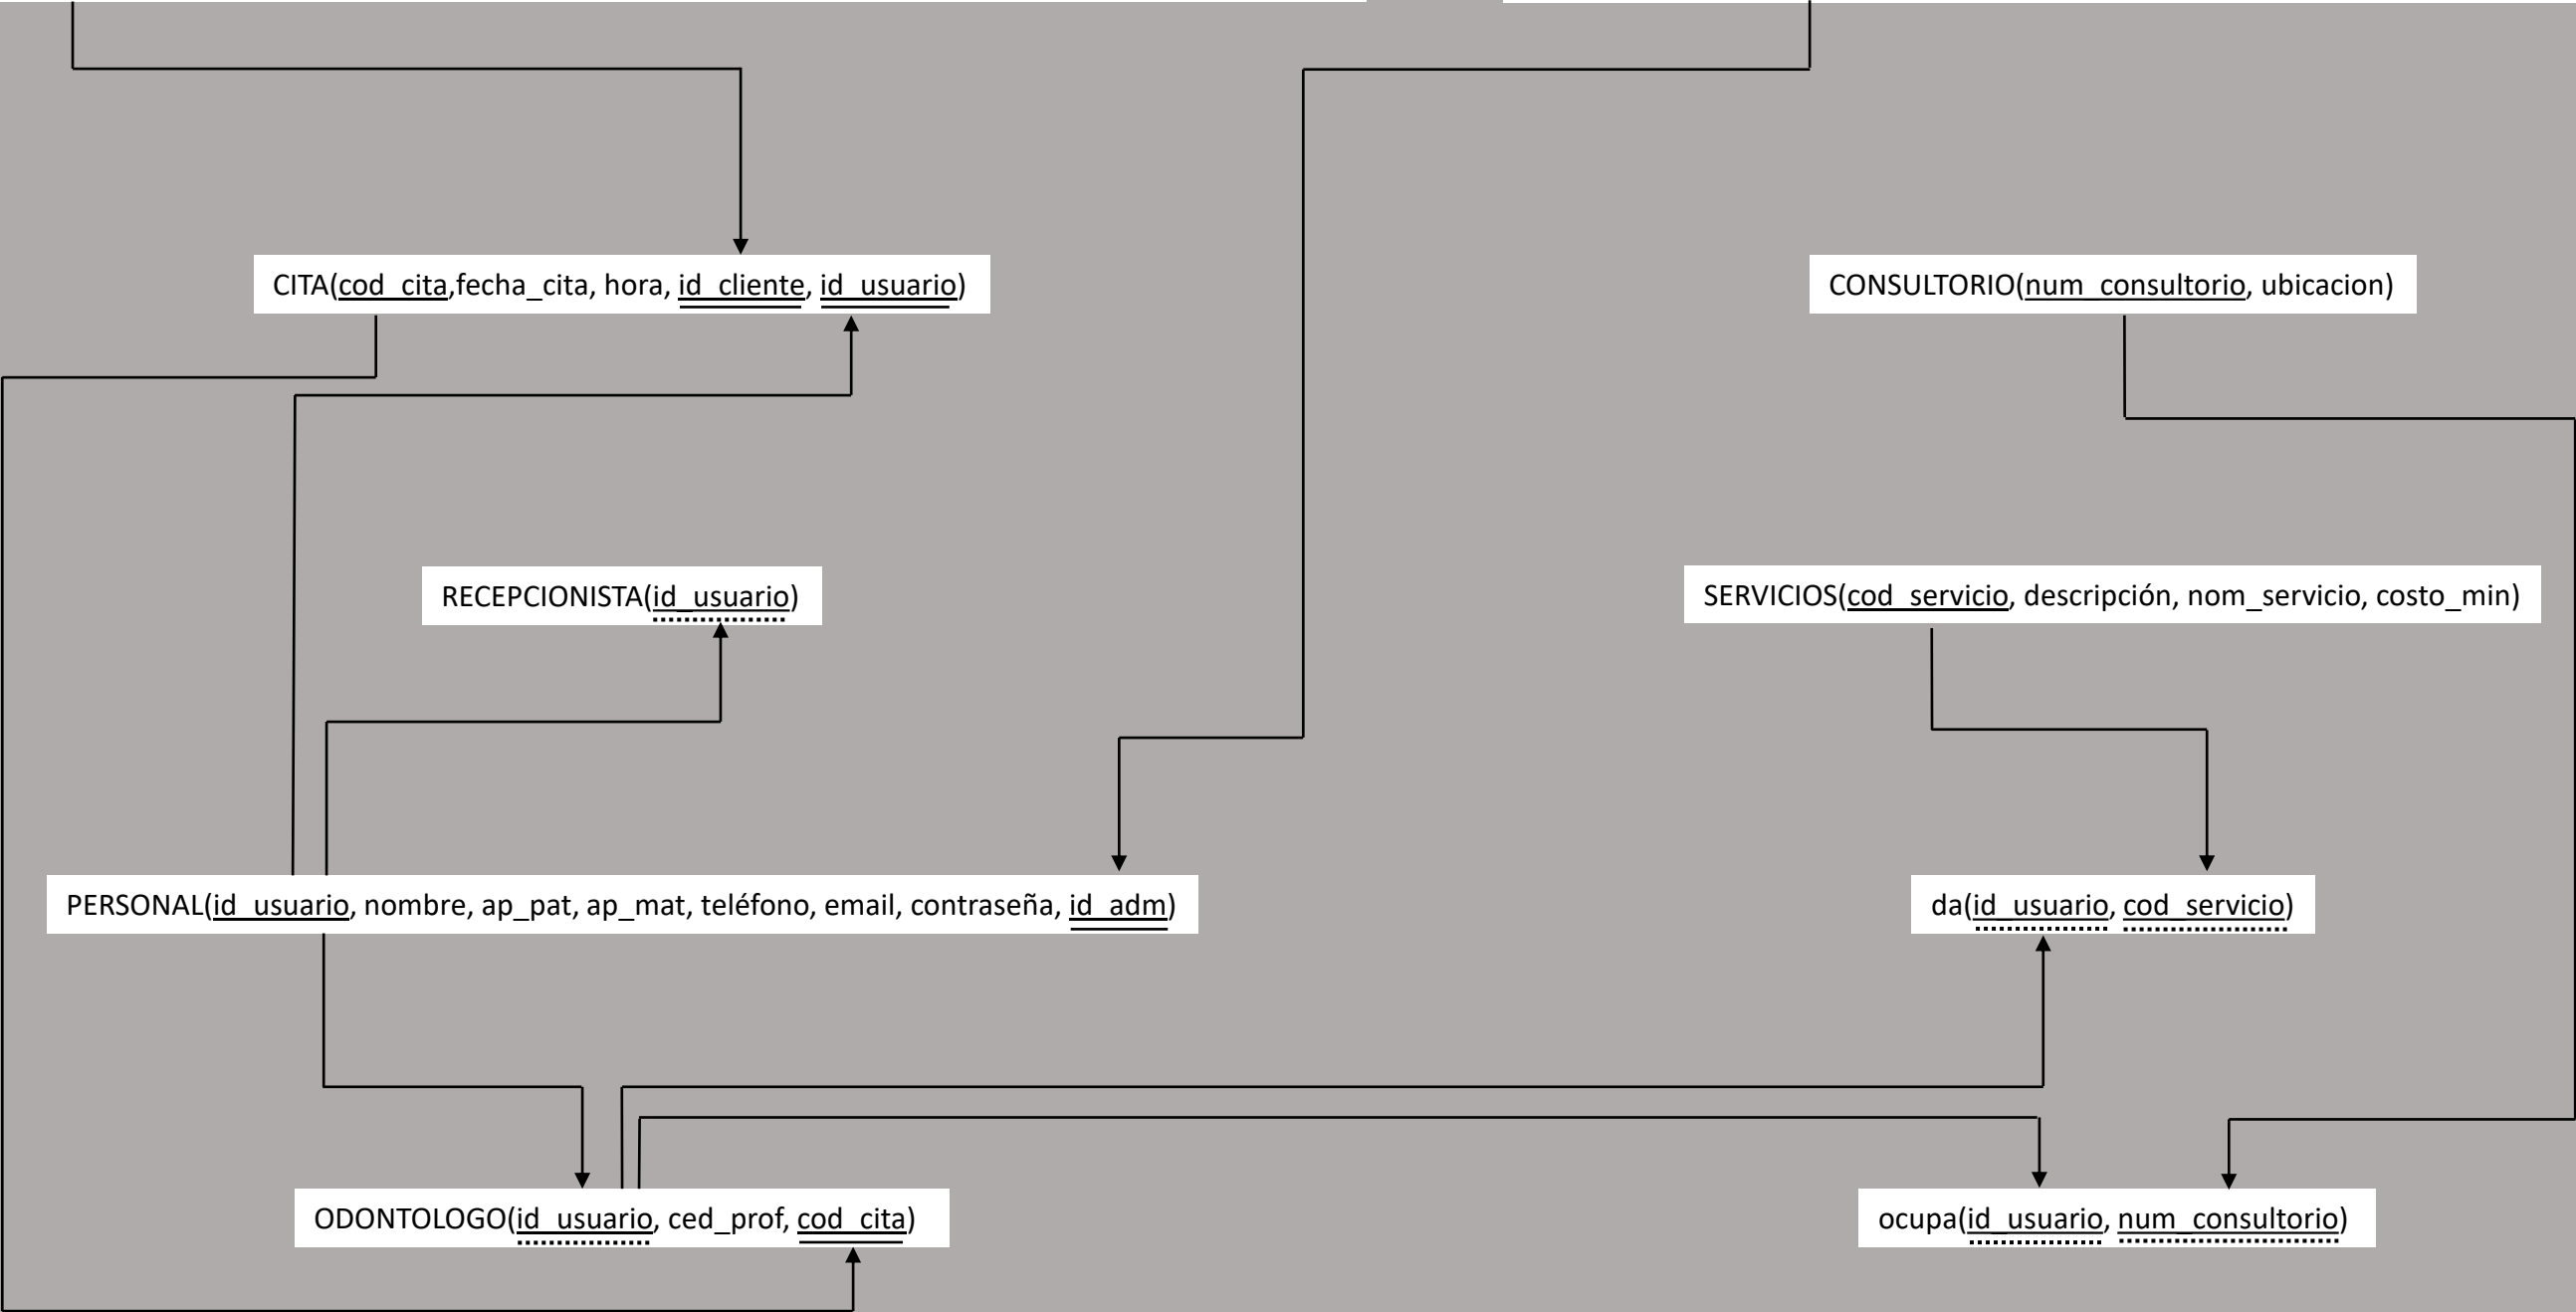 CITA(cod_cita,fecha_cita, hora, id_cliente, id_usuario)
CONSULTORIO(num_consultorio, ubicacion)
RECEPCIONISTA(id_usuario)
SERVICIOS(cod_servicio, descripción, nom_servicio, costo_min)
PERSONAL(id_usuario, nombre, ap_pat, ap_mat, teléfono, email, contraseña, id_adm)
da(id_usuario, cod_servicio)
ODONTOLOGO(id_usuario, ced_prof, cod_cita)
ocupa(id_usuario, num_consultorio)